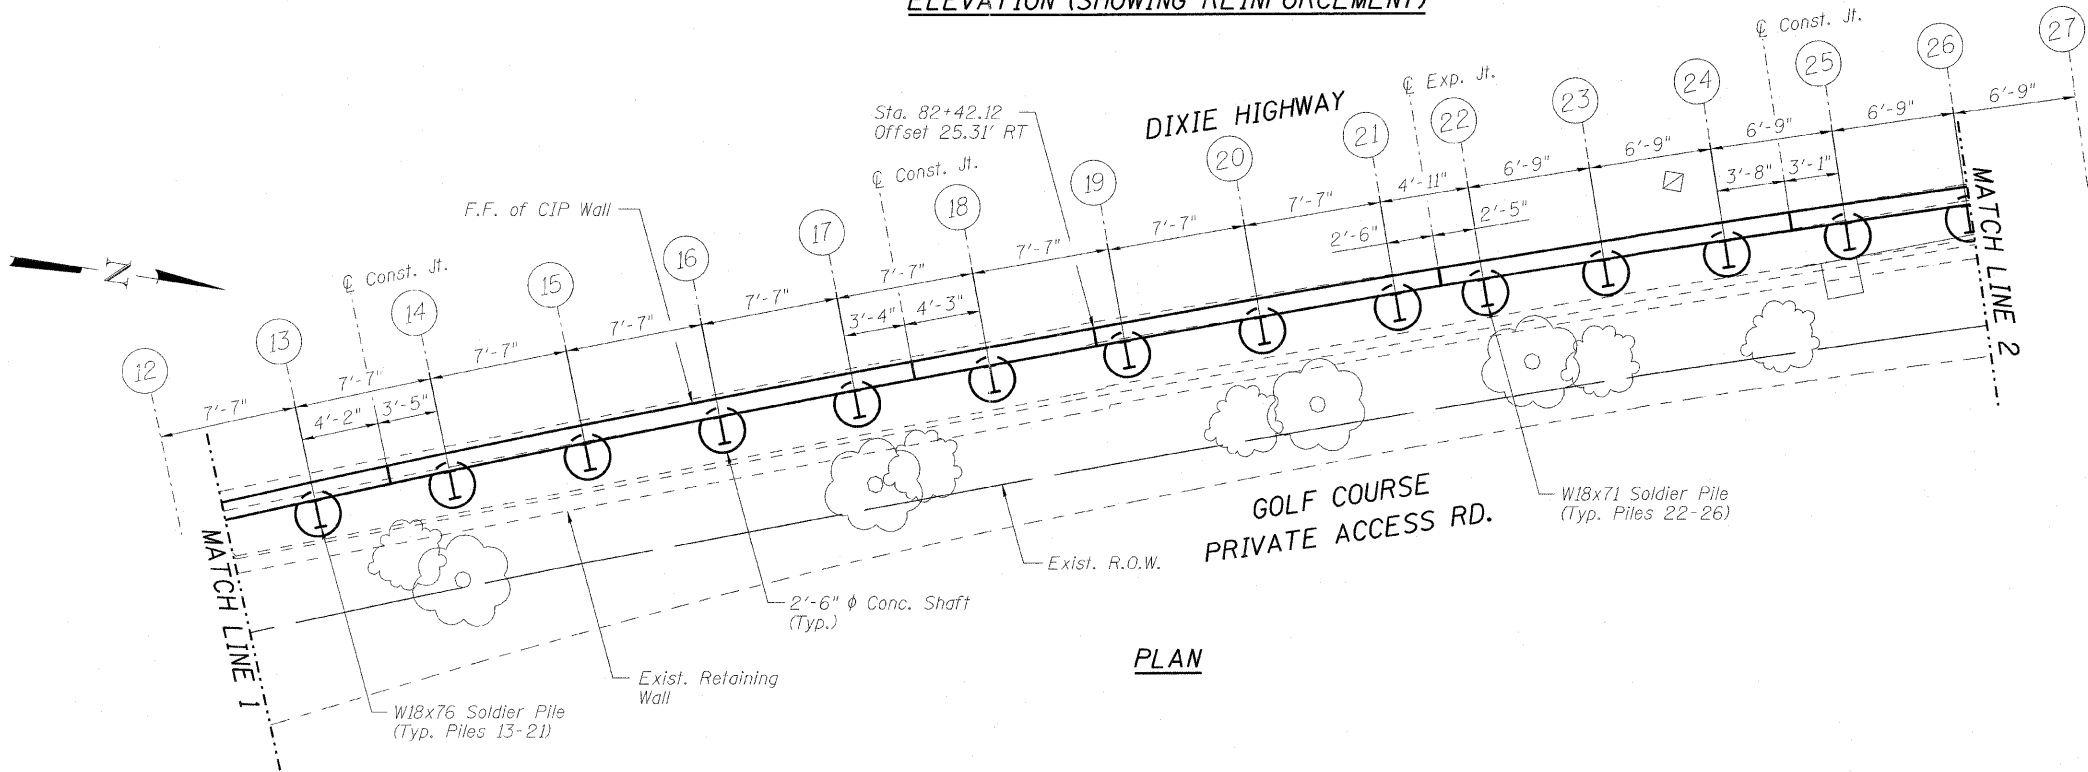 ELEVATION (SHOWING REINFORCEMENT)
27
26
25
24
23
22
21
20
19
18
17
16
15
14
13
12
℄ Const. Jt.
℄ Exp. Jt.
℄ Const. Jt.
℄ Const. Jt.
DIXIE HIGHWAY
Sta. 82+42.12
Offset 25.31' RT
F.F. of CIP Wall
N
7'-7"
7'-7"
4'-2"
3'-5"
7'-7"
7'-7"
7'-7"
7'-7"
3'-4"
4'-3"
7'-7"
7'-7"
7'-7"
4'-11"
2'-6"
2'-5"
6'-9"
6'-9"
6'-9"
3'-8"
3'-1"
6'-9"
6'-9"
MATCH LINE 1
MATCH LINE 2
GOLF COURSE
PRIVATE ACCESS RD.
W18x71 Soldier Pile
(Typ. Piles 22-26)
Exist. R.O.W.
2'-6" ϕ Conc. Shaft
(Typ.)
Exist. Retaining
Wall
W18x76 Soldier Pile
(Typ. Piles 13-21)
PLAN